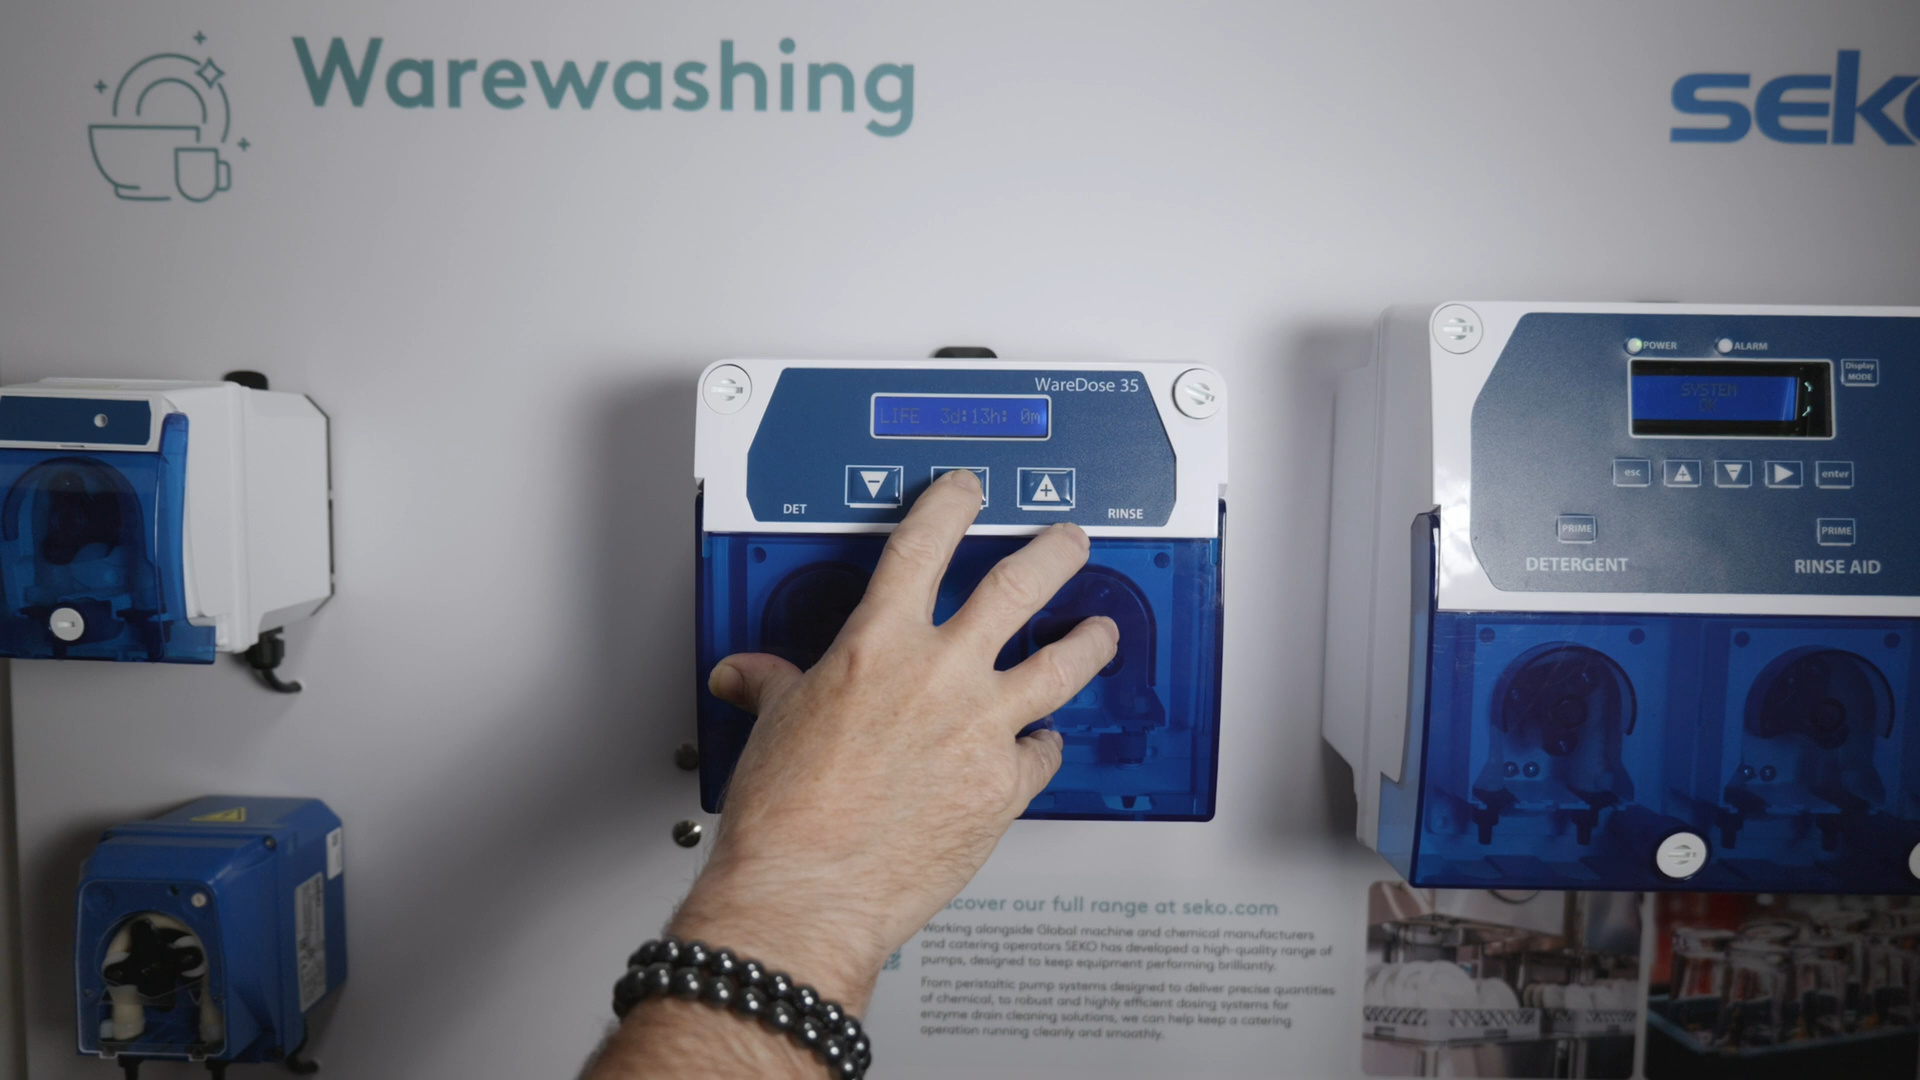 Warewashing
seko
WareDose 35
LIFE 3d:13h: 0m
DET
RINSE
POWER
ALARM
Display
MODE
SYSTEM
OK
esc
enter
PRIME
PRIME
DETERGENT
RINSE AID
scover our full range at seko.com
Working alongside Global machine and chemical manufacturers
and catering operators SEKO has developed a high-quality range of
pumps, designed to keep equipment performing brilliantly.
From peristaltic pump systems designed to deliver precise quantities
of chemical, to robust and highly efficient dosing systems for
enzyme drain cleaning solutions, we can help keep a catering
operation running cleanly and smoothly.